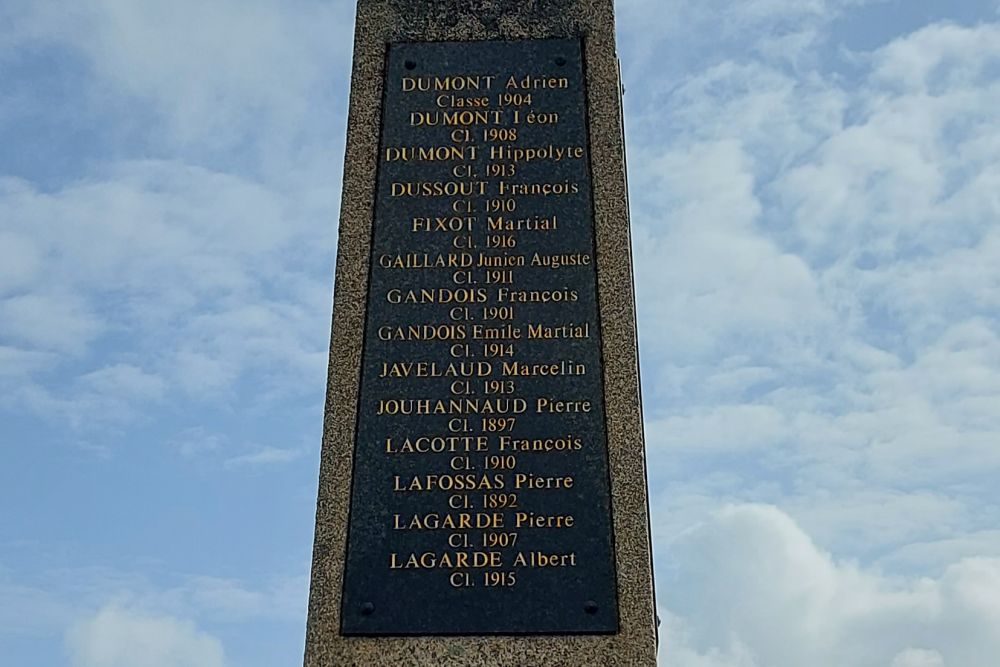 DUMONT Adrien
Classe 1904
DUMONT Léon
Cl. 1908
DUMONT Hippolyte
Cl. 1913
DUSSOUT François
Cl. 1910
FIXOT Martial
Cl. 1916
GAILLARD Junien Auguste
Cl. 1911
GANDOIS François
Cl. 1901
GANDOIS Emile Martial
Cl. 1914
JAVELAUD Marcelin
Cl. 1913
JOUHANNAUD Pierre
Cl. 1897
LACOTTE François
Cl. 1910
LAFOSSAS Pierre
Cl. 1892
LAGARDE Pierre
Cl. 1907
LAGARDE Albert
Cl. 1915